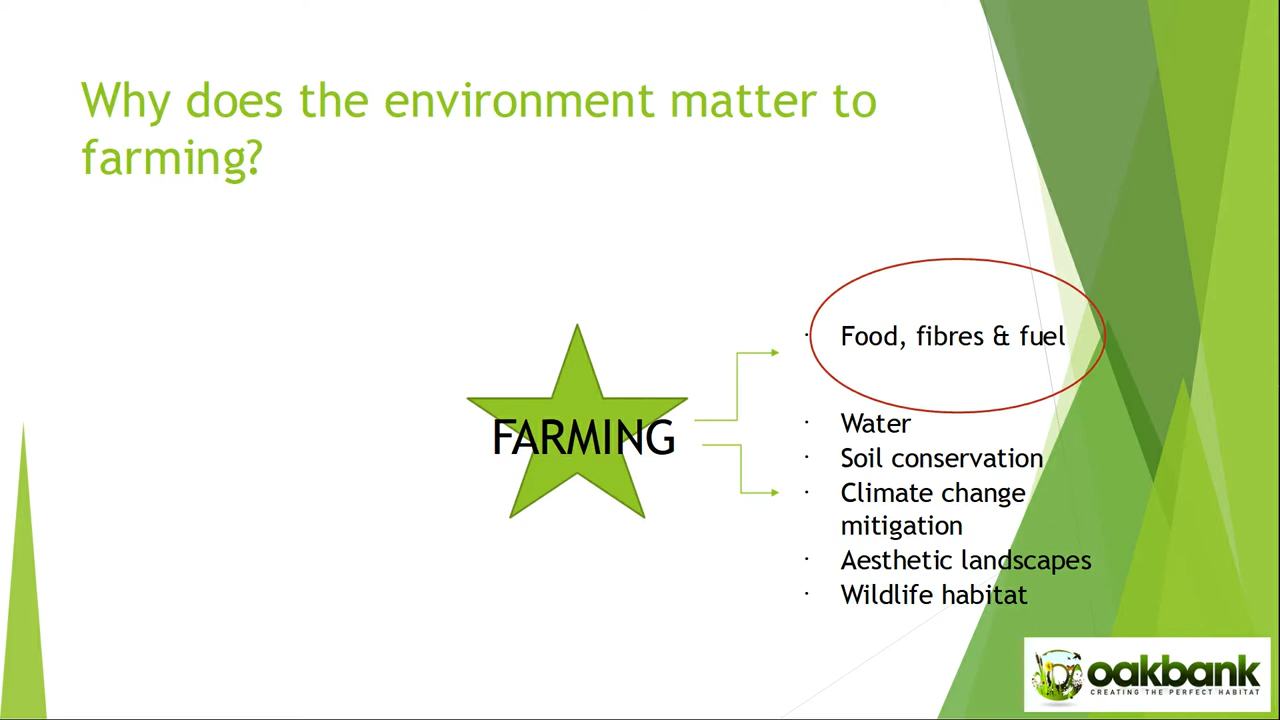 Why does the environment matter to
farming?
FARMING
· Food, fibres & fuel
· Water
· Soil conservation
· Climate change
mitigation
· Aesthetic landscapes
· Wildlife habitat
oakbank
CREATING THE PERFECT HABITAT